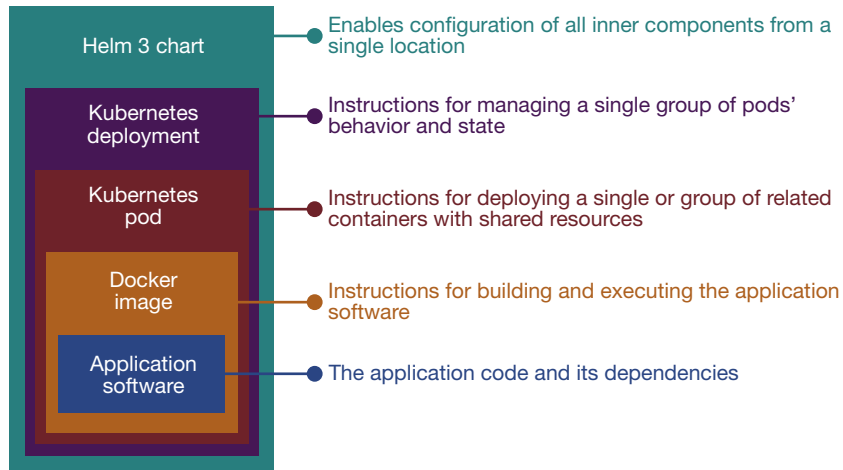 Helm 3 chart
Enables configuration of all inner components from a
single location
Kubernetes
deployment
Instructions for managing a single group of pods’
behavior and state
Kubernetes
pod
Instructions for deploying a single or group of related
containers with shared resources
Docker
image
Instructions for building and executing the application
software
Application
software
The application code and its dependencies